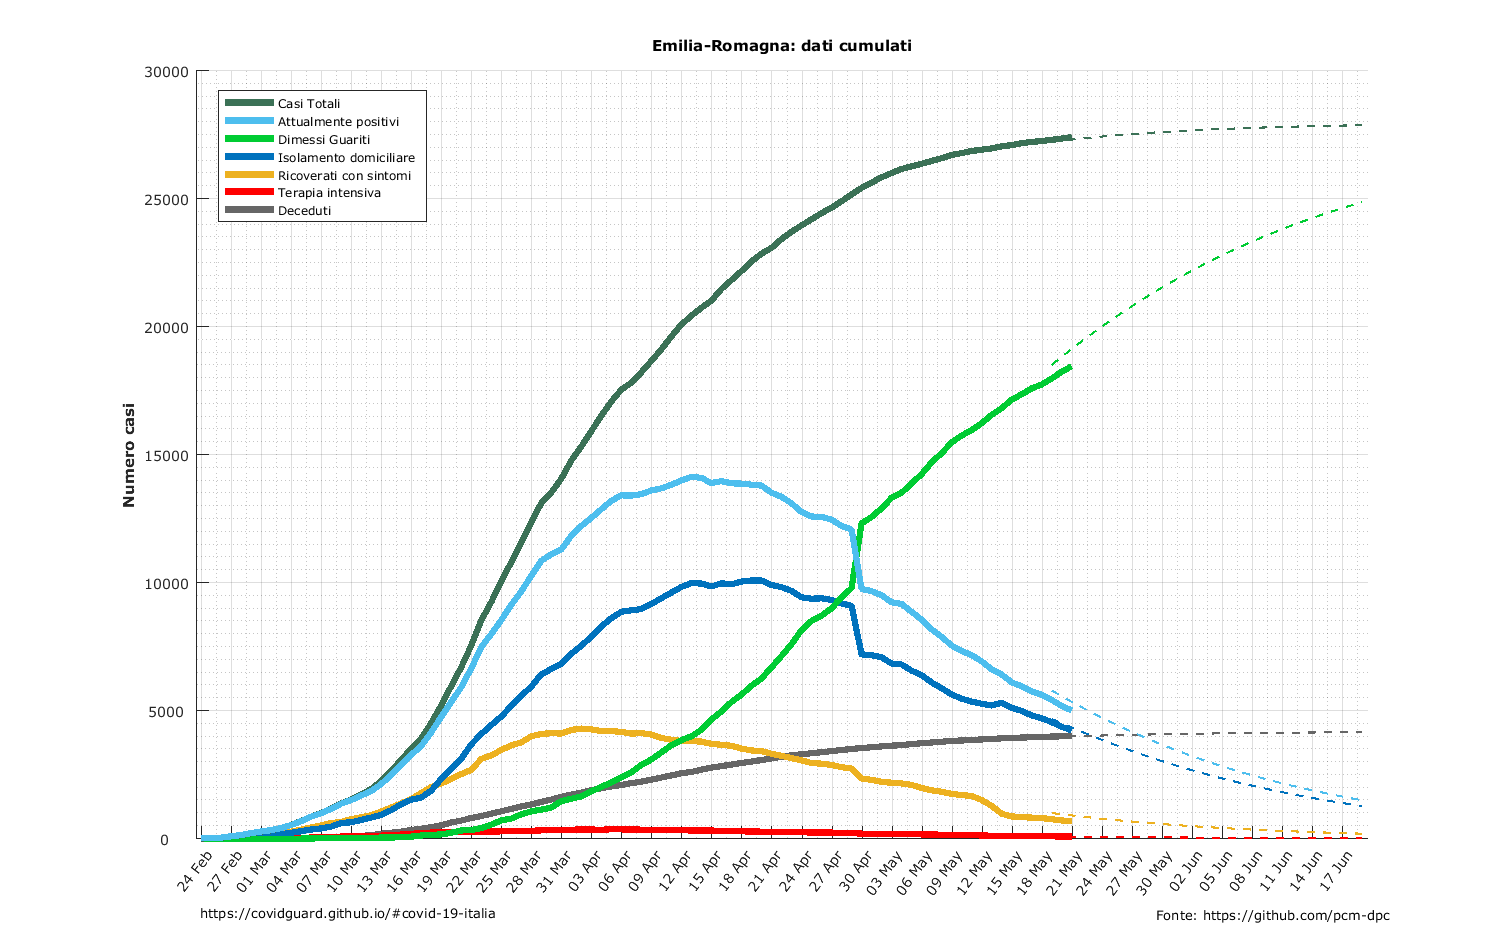 Emilia-Romagna: dati cumulati
30000
25000
20000
15000
10000
5000
0
Numero casi
Casi Totali
Attualmente positivi
Dimessi Guariti
Isolamento domiciliare
Ricoverati con sintomi
Terapia intensiva
Deceduti
24 Feb
27 Feb
01 Mar
04 Mar
07 Mar
10 Mar
13 Mar
16 Mar
19 Mar
22 Mar
25 Mar
28 Mar
31 Mar
03 Apr
06 Apr
09 Apr
12 Apr
15 Apr
18 Apr
21 Apr
24 Apr
27 Apr
30 Apr
03 May
06 May
09 May
12 May
15 May
18 May
21 May
24 May
27 May
30 May
02 Jun
05 Jun
08 Jun
11 Jun
14 Jun
17 Jun
https://covidguard.github.io/#covid-19-italia
Fonte: https://github.com/pcm-dpc